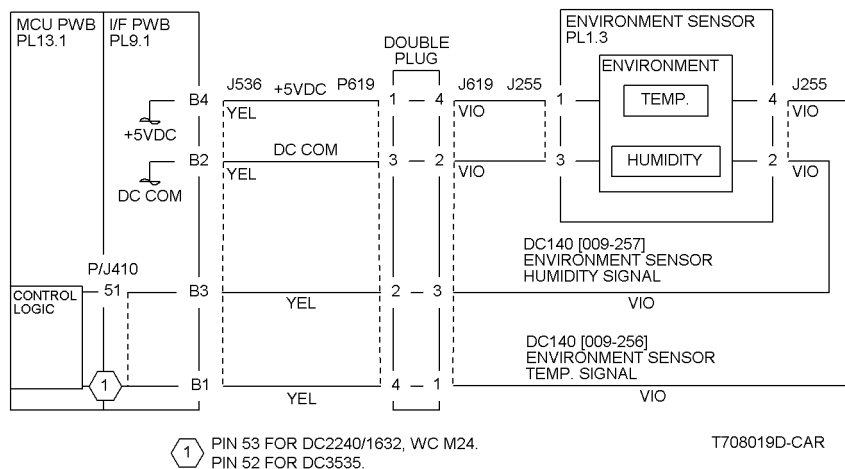 MCU PWB
PL13.1
I/F PWB
PL9.1
ENVIRONMENT SENSOR
PL1.3
DOUBLE
PLUG
ENVIRONMENT
B4
J536
+5VDC
P619
1
4
J619
J255
1
TEMP.
4
J255
+5VDC
YEL
VIO
VIO
B2
DC COM
3
2
3
HUMIDITY
2
DC COM
YEL
VIO
VIO
DC140 [009-257]
ENVIRONMENT SENSOR
HUMIDITY SIGNAL
P/J410
CONTROL
LOGIC
51
B3
2
3
YEL
VIO
DC140 [009-256]
ENVIRONMENT SENSOR
TEMP. SIGNAL
1
B1
4
1
YEL
VIO
1 PIN 53 FOR DC2240/1632, WC M24.
PIN 52 FOR DC3535.
T708019D-CAR